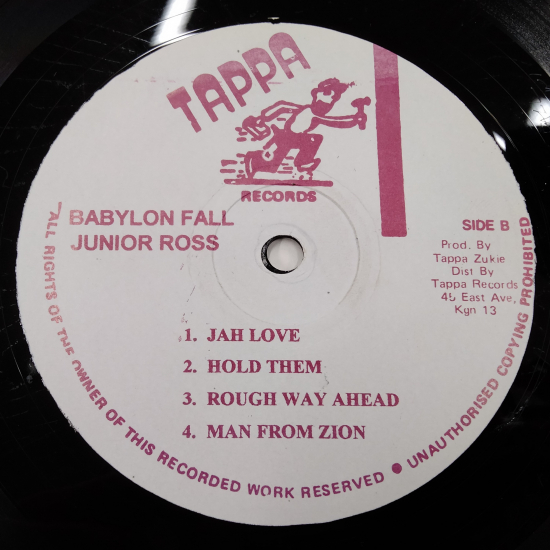 TAPPA
RECORDS
BABYLON FALL
JUNIOR ROSS
SIDE B
Prod. By
Tappa Zukie
Dist By
Tappa Records
45 East Ave,
Kgn 13
1. JAH LOVE
2. HOLD THEM
3. ROUGH WAY AHEAD
4. MAN FROM ZION
ALL RIGHTS OF THE OWNER OF THIS RECORDED WORK RESERVED ● UNAUTHORISED COPYING PROHIBITED